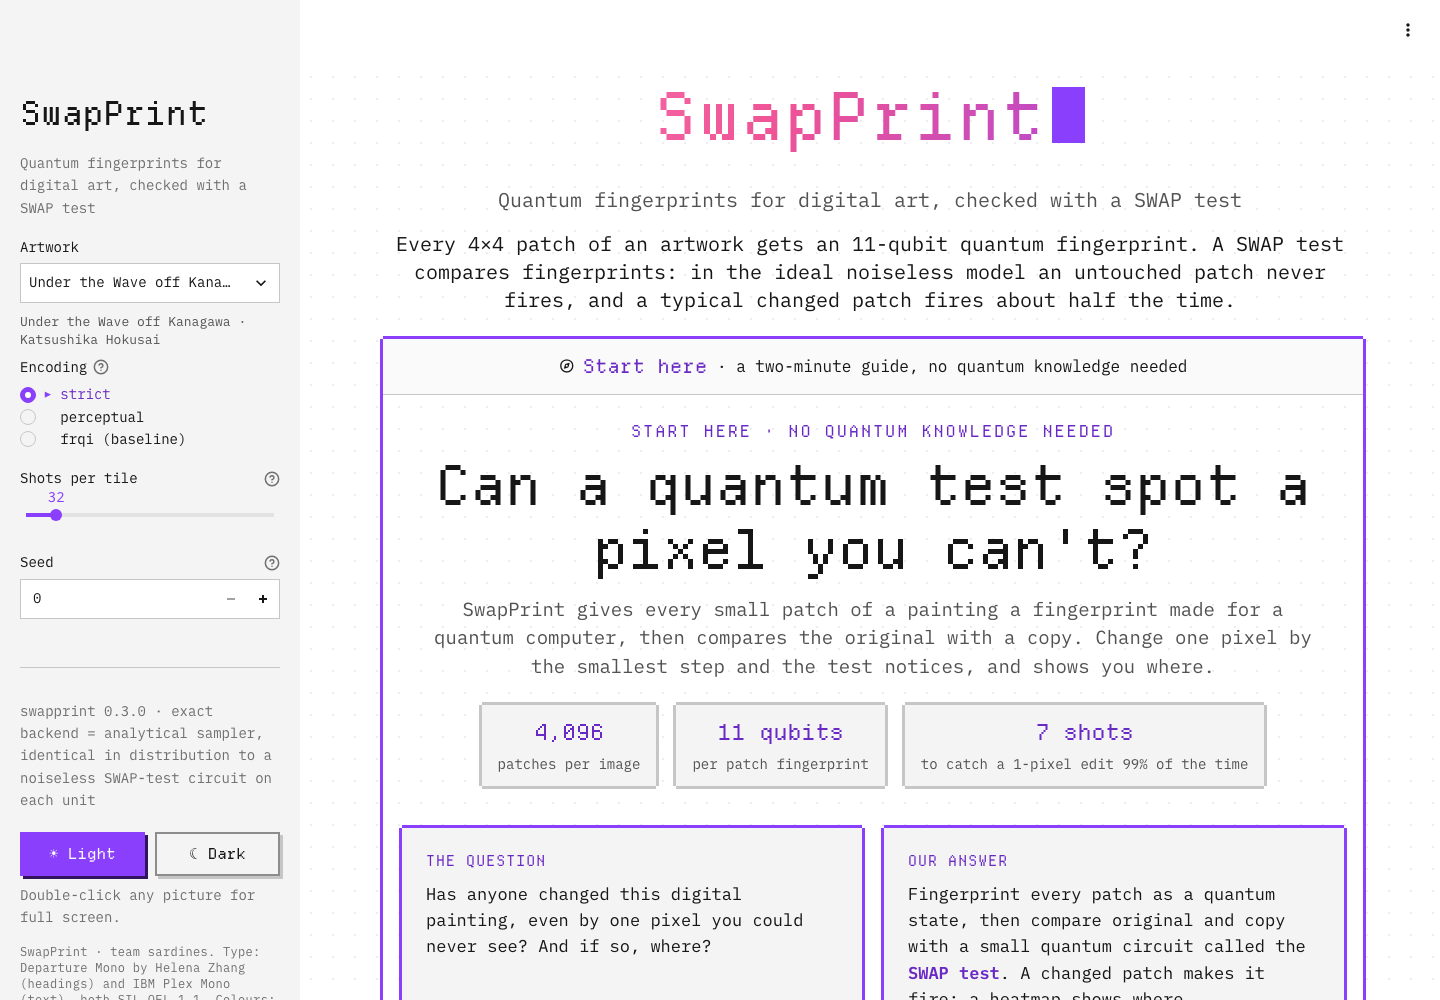 SwapPrint
Quantum fingerprints for
digital art, checked with a
SWAP test
Artwork
Under the Wave off Kana…
Under the Wave off Kanagawa ·
Katsushika Hokusai
Encoding
▸ strict
perceptual
frqi (baseline)
Shots per tile
32
Seed
0
swapprint 0.3.0 · exact
backend = analytical sampler,
identical in distribution to a
noiseless SWAP-test circuit on
each unit
☀ Light
☾ Dark
Double-click any picture for
full screen.
SwapPrint · team sardines. Type:
Departure Mono by Helena Zhang
(headings) and IBM Plex Mono
(text), both SIL OFL 1.1. Colours:
SwapPrint
Quantum fingerprints for digital art, checked with a SWAP test
Every 4×4 patch of an artwork gets an 11-qubit quantum fingerprint. A SWAP test
compares fingerprints: in the ideal noiseless model an untouched patch never
fires, and a typical changed patch fires about half the time.
Start here · a two-minute guide, no quantum knowledge needed
START HERE · NO QUANTUM KNOWLEDGE NEEDED
Can a quantum test spot a
pixel you can't?
SwapPrint gives every small patch of a painting a fingerprint made for a
quantum computer, then compares the original with a copy. Change one pixel by
the smallest step and the test notices, and shows you where.
4,096
patches per image
11 qubits
per patch fingerprint
7 shots
to catch a 1-pixel edit 99% of the time
THE QUESTION
Has anyone changed this digital
painting, even by one pixel you could
never see? And if so, where?
OUR ANSWER
Fingerprint every patch as a quantum
state, then compare original and copy
with a small quantum circuit called the
SWAP test. A changed patch makes it
fire; a heatmap shows where.